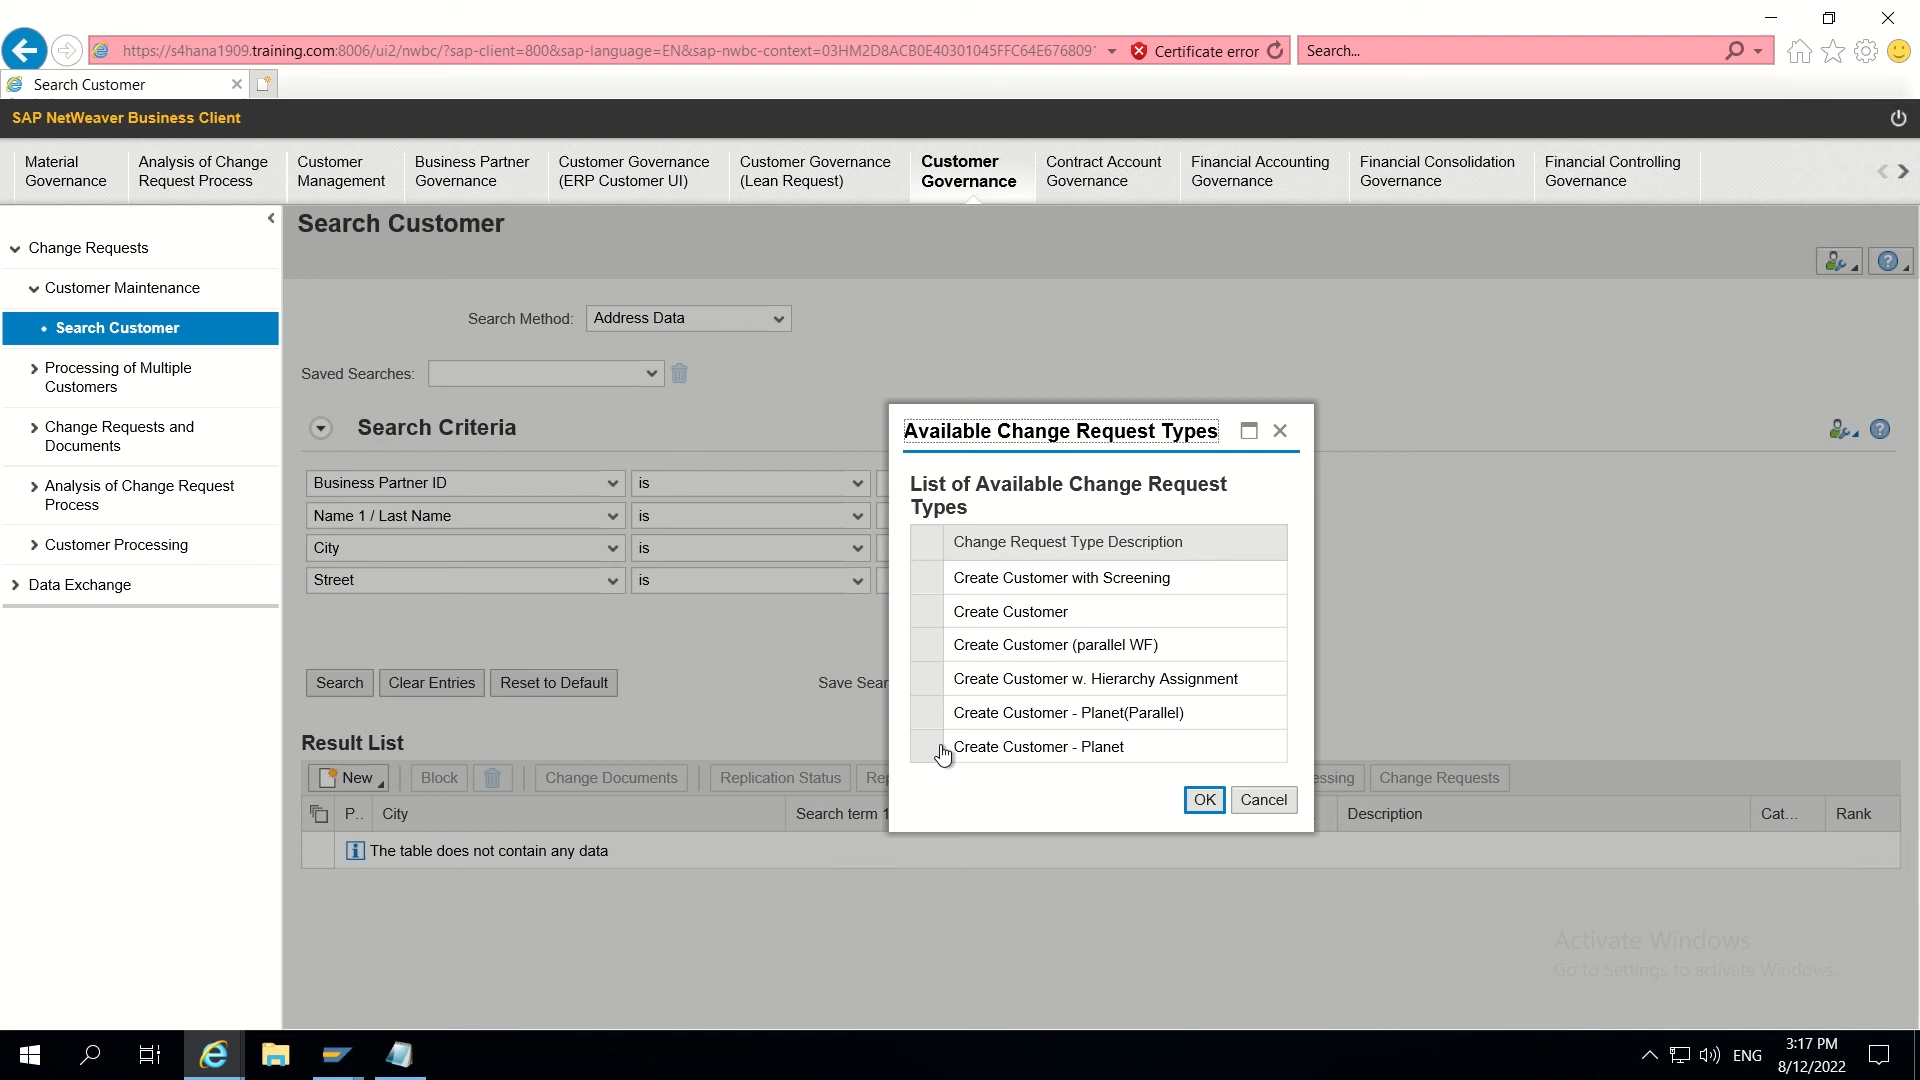 https://s4hana1909.training.com:8006/ui2/nwbc/?sap-client=800&sap-language=EN&sap-nwbc-context=03HM2D8ACB0E40301045FFC64E676809
Certificate error
Search...
Search Customer
SAP NetWeaver Business Client
Material
Governance
Analysis of Change
Request Process
Customer
Management
Business Partner
Governance
Customer Governance
(ERP Customer UI)
Customer Governance
(Lean Request)
Customer
Governance
Contract Account
Governance
Financial Accounting
Governance
Financial Consolidation
Governance
Financial Controlling
Governance
Change Requests
Customer Maintenance
Search Customer
Processing of Multiple
Customers
Change Requests and
Documents
Analysis of Change Request
Process
Customer Processing
Data Exchange
Search Customer
Search Method: Address Data
Saved Searches:
Search Criteria
Business Partner ID is
Name 1 / Last Name is
City is
Street is
Search Clear Entries Reset to Default Save Sear
Result List
New Block Change Documents Replication Status Rep essing Change Requests
P.. City Search term 1 Description Cat... Rank
The table does not contain any data
Available Change Request Types
List of Available Change Request
Types
Change Request Type Description
Create Customer with Screening
Create Customer
Create Customer (parallel WF)
Create Customer w. Hierarchy Assignment
Create Customer - Planet(Parallel)
Create Customer - Planet
OK Cancel
Activate Windows
Go to Settings to activate Windows.
ENG
3:17 PM
8/12/2022